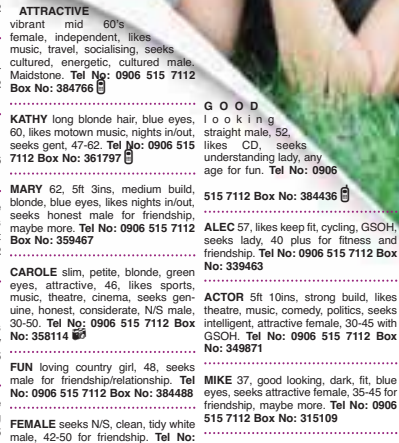 ATTRACTIVE
vibrant mid 60's
female, independent, likes
music, travel, socialising, seeks
cultured, energetic, cultured male.
Maidstone. Tel No: 0906 515 7112
Box No: 384766
KATHY long blonde hair, blue eyes,
60, likes motown music, nights in/out,
seeks gent, 47-62. Tel No: 0906 515
7112 Box No: 361797
MARY 62, 5ft 3ins, medium build,
blonde, blue eyes, likes nights in/out,
seeks honest male for friendship,
maybe more. Tel No: 0906 515 7112
Box No: 359467
CAROLE slim, petite, blonde, green
eyes, attractive, 46, likes sports,
music, theatre, cinema, seeks gen-
uine, honest, considerate, N/S male,
30-50. Tel No: 0906 515 7112 Box
No: 358114
FUN loving country girl, 48, seeks
male for friendship/relationship. Tel
No: 0906 515 7112 Box No: 384488
FEMALE seeks N/S, clean, tidy white
male, 42-50 for friendship. Tel No:
GOOD
looking
straight male, 52,
likes CD, seeks
understanding lady, any
age for fun. Tel No: 0906
515 7112 Box No: 384436
ALEC 57, likes keep fit, cycling, GSOH,
seeks lady, 40 plus for fitness and
friendship. Tel No: 0906 515 7112 Box
No: 339463
ACTOR 5ft 10ins, strong build, likes
theatre, music, comedy, politics, seeks
intelligent, attractive female, 30-45 with
GSOH. Tel No: 0906 515 7112 Box
No: 349871
MIKE 37, good looking, dark, fit, blue
eyes, seeks attractive female, 35-45 for
friendship, maybe more. Tel No: 0906
515 7112 Box No: 315109